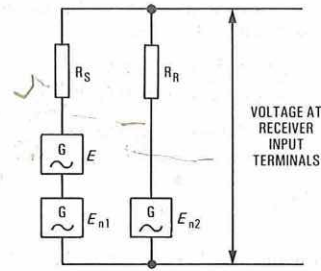 R_S
R_R
G
E
G
E_n1
G
E_n2
VOLTAGE AT
RECEIVER
INPUT
TERMINALS